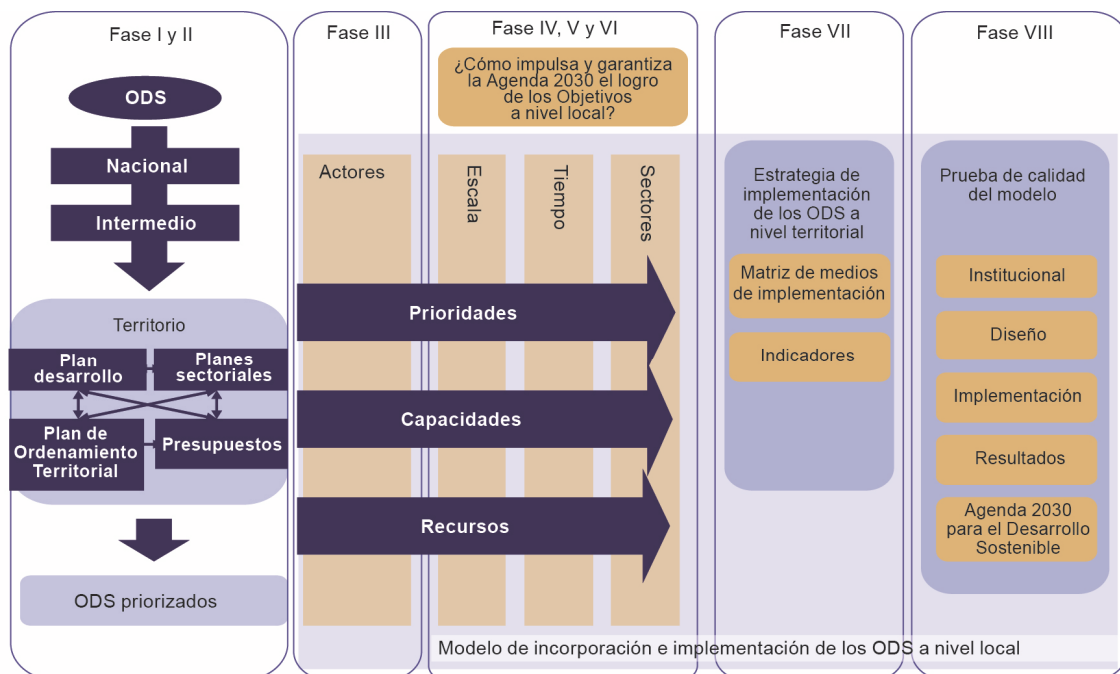 Fase I y II
ODS
Nacional
Intermedio
Territorio
Plan
desarrollo
Planes
sectoriales
Plan de
Ordenamiento
Territorial
Presupuestos
ODS priorizados
Fase III
Actores
Fase IV, V y VI
¿Cómo impulsa y garantiza
la Agenda 2030 el logro
de los Objetivos
a nivel local?
Escala
Tiempo
Sectores
Prioridades
Capacidades
Recursos
Fase VII
Estrategia de
implementación
de los ODS a
nivel territorial
Matriz de medios
de implementación
Indicadores
Fase VIII
Prueba de calidad
del modelo
Institucional
Diseño
Implementación
Resultados
Agenda 2030
para el Desarrollo
Sostenible
Modelo de incorporación e implementación de los ODS a nivel local